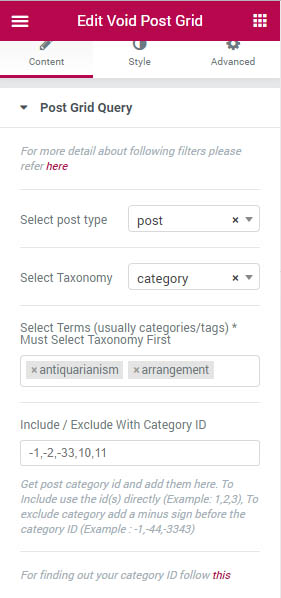 Edit Void Post Grid
Content Style Advanced
Post Grid Query
For more detail about following filters please
refer here
Select post type post × 
Select Taxonomy category ×
Select Terms (usually categories/tags) *
Must Select Taxonomy First
×antiquarianism ×arrangement
Include / Exclude With Category ID
-1,-2,-33,10,11
Get post category id and add them here. To
Include use the id(s) directly (Example: 1,2,3), To
exclude category add a minus sign before the
category ID (Example : -1,-44,-3343)
For finding out your category ID follow this